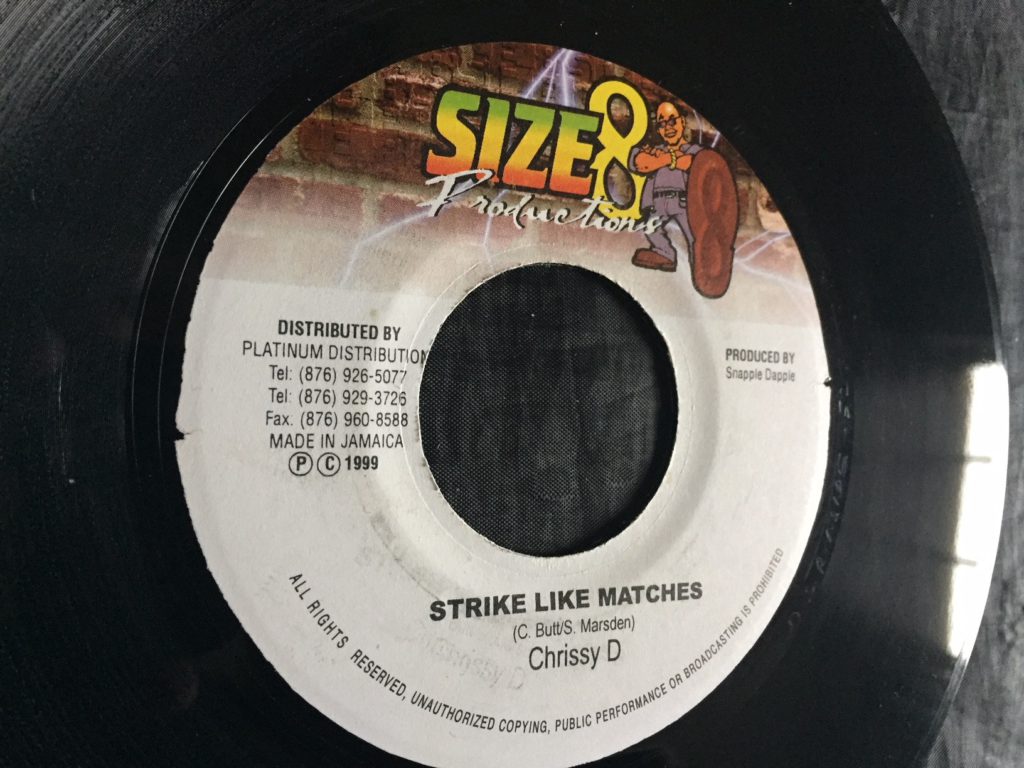 SIZE 8
Productions
DISTRIBUTED BY
PLATINUM DISTRIBUTION
Tel: (876) 926-5077
Tel: (876) 929-3726
Fax. (876) 960-8588
MADE IN JAMAICA
Ⓟ Ⓒ 1999
PRODUCED BY
Snapple Dapple
STRIKE LIKE MATCHES
(C. Butt/S. Marsden)
Chrissy D
ALL RIGHTS RESERVED, UNAUTHORIZED COPYING, PUBLIC PERFORMANCE OR BROADCASTING IS PROHIBITED